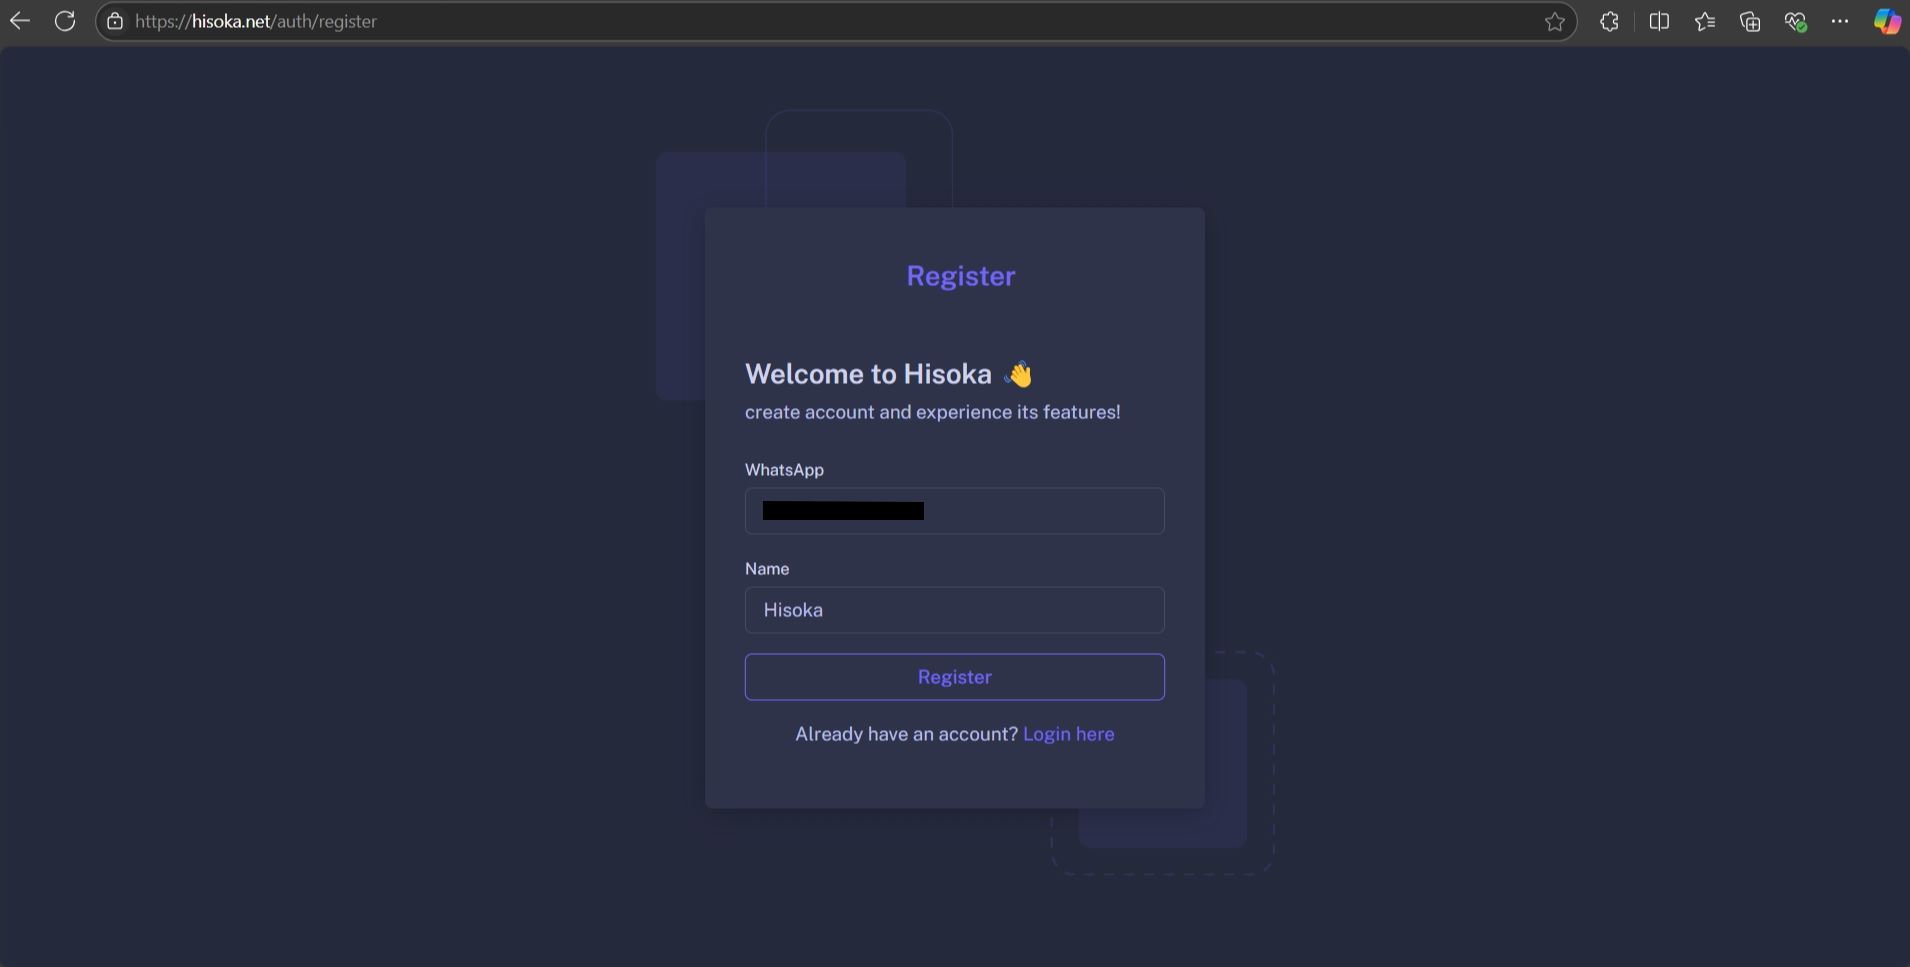 https://hisoka.net/auth/register
Register
Welcome to Hisoka 👋
create account and experience its features!
WhatsApp
Name
Hisoka
Register
Already have an account? Login here